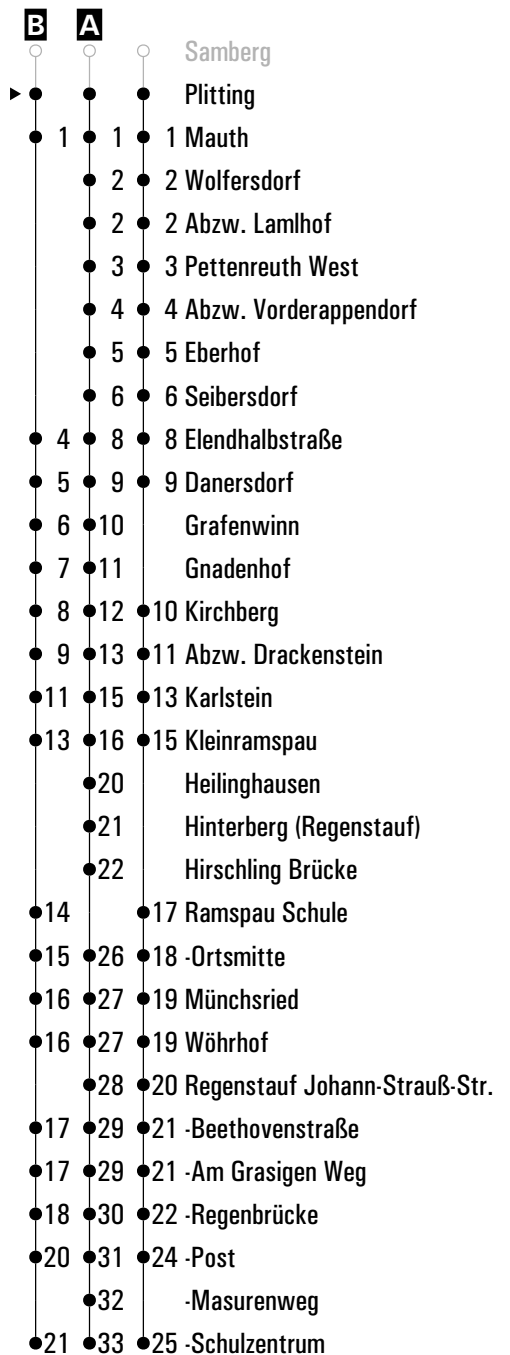 B A
Samberg
Plitting
1 1 1 Mauth
2 2 Wolfersdorf
2 2 Abzw. Lamlhof
3 3 Pettenreuth West
4 4 Abzw. Vorderappendorf
5 5 Eberhof
6 6 Seibersdorf
4 8 8 Elendhalbstraße
5 9 9 Danersdorf
6 10 Grafenwinn
7 11 Gnadenhof
8 12 10 Kirchberg
9 13 11 Abzw. Drackenstein
11 15 13 Karlstein
13 16 15 Kleinramspau
20 Heilinghausen
21 Hinterberg (Regenstauf)
22 Hirschling Brücke
14 17 Ramspau Schule
15 26 18 -Ortsmitte
16 27 19 Münchsried
16 27 19 Wöhrhof
28 20 Regenstauf Johann-Strauß-Str.
17 29 21 -Beethovenstraße
17 29 21 -Am Grasigen Weg
18 30 22 -Regenbrücke
20 31 24 -Post
32 -Masurenweg
21 33 25 -Schulzentrum